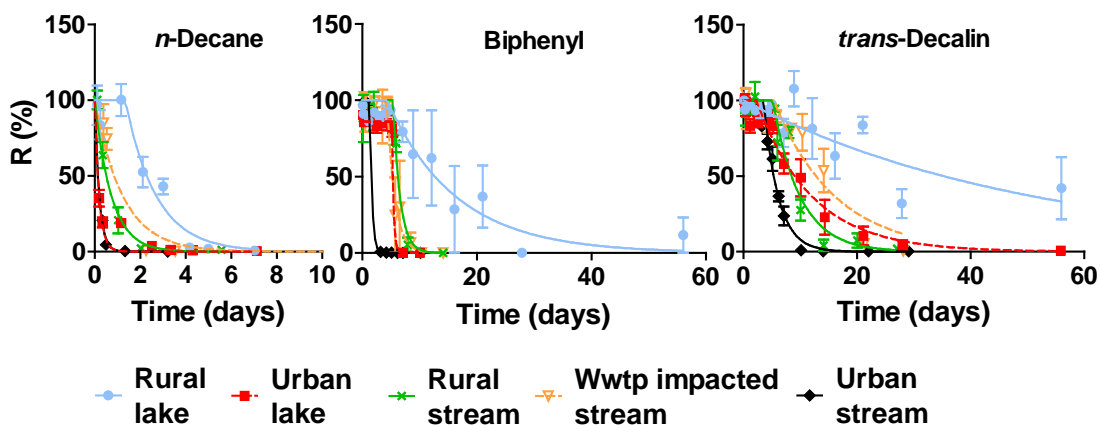 n-Decane
Biphenyl
trans-Decalin
R (%)
150
100
50
0
0 2 4 6 8 10
Time (days)
150
100
50
0
0 20 40 60
Time (days)
150
100
50
0
0 20 40 60
Time (days)
Rural lake
Urban lake
Rural stream
Wwtp impacted stream
Urban stream